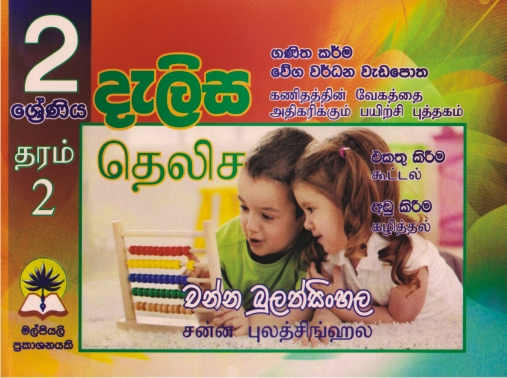 2
ශ්‍රේණිය
தரம்
2
දැලිස
தெலிச
ගණිත කර්ම
වේග වර්ධන වැඩපොත
கணிதத்தின் வேகத்தை
அதிகரிக்கும் பயிற்சி புத்தகம்
එකතු කිරීම
கூட்டல்
අඩු කිරීම
கழித்தல்
චන්න බුලත්සිංහල
சன்ன புலத்சிங்ஹல
මල්පියලි
ප්‍රකාශනයකි